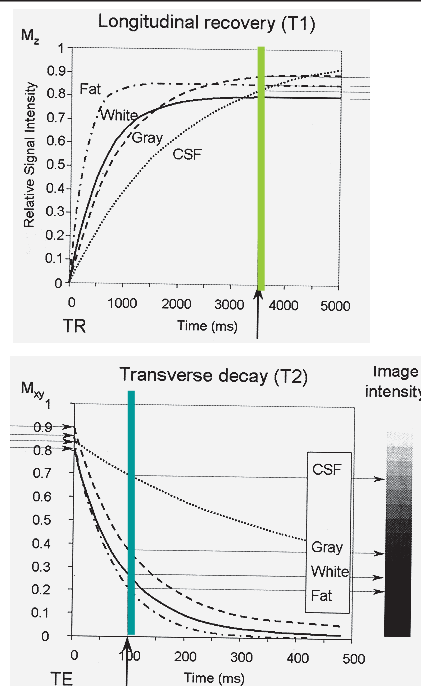 Longitudinal recovery (T1)
Mz
Relative Signal Intensity
1
0.9
0.8
0.7
0.6
0.5
0.4
0.3
0.2
0.1
0
Fat
White
Gray
CSF
0 1000 2000 3000 4000 5000
TR
Time (ms)
Transverse decay (T2)
Image
intensity
Mxy
1
0.9
0.8
0.7
0.6
0.5
0.4
0.3
0.2
0.1
0
CSF
Gray
White
Fat
0 100 200 300 400 500
TE
Time (ms)